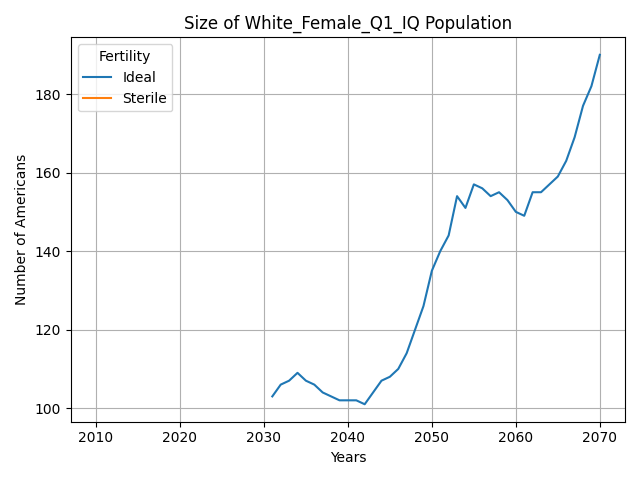 Size of White_Female_Q1_IQ Population
Fertility
Ideal
Sterile
Number of Americans
180
160
140
120
100
2010 2020 2030 2040 2050 2060 2070
Years